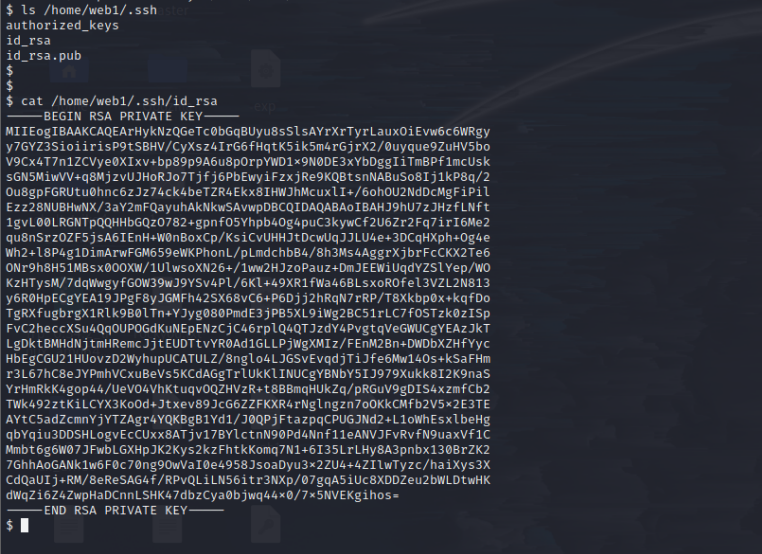 $ ls /home/web1/.ssh
authorized_keys
id_rsa
id_rsa.pub
$
$
$ cat /home/web1/.ssh/id_rsa
-----BEGIN RSA PRIVATE KEY-----
MIIEogIBAAKCAQEArHykNzQGeTc0bGqBUyu8sSlsAYrXrTyrLauxOiEvw6c6WRgy
y7GYZ3SioiirisP9tSBHV/CyXsz4IrG6fHqtK5ik5m4rGjrX2/0uyque9ZuHV5bo
V9Cx4T7n1ZCVye0XIxv+bp89p9A6u8pOrpYWD1×9N0DE3xYbDggIiTmBPf1mcUsk
sGN5MiwVV+q8MjzvUJHoRJo7Tjfj6PbEwyiFzxjRe9KQBtsnNABuSo8Ij1kP8q/2
Ou8gpFGRUtu0hnc6zJz74ck4beTZR4Ekx8IHWJhMcuxlI+/6ohOU2NdDcMgFiPil
Ezz28NUBHwNX/3aY2mFQayuhAkNkwSAvwpDBCQIDAQABAoIBAHJ9hU7zJHzfLNft
1gvL00LRGNTpQQHHbGQzO782+gpnfO5Yhpb4Og4puC3kywCf2U6Zr2Fq7irI6Me2
qu8nSrzOZF5jsA6IEnH+W0nBoxCp/KsiCvUHHJtDcwUqJJLU4e+3DCqHXph+Og4e
Wh2+l8P4g1DimArwFGM659eWKPhonL/pLmdchbB4/8h3Ms4AggrXjbrFcCKX2Te6
ONr9h8H51MBsx0OOXW/1UlwsoXN26+/1ww2HJzoPauz+DmJEEWiUqdYZSlYep/WO
KzHTysM/7dqWwgyfGOW39wJ9YSv4Pl/6Kl+49XR1fWa46BLsxoROfel3VZL2N813
y6R0HpECgYEA19JPgF8yJGMFh42SX68vC6+P6Djj2hRqN7rRP/T8Xkbp0x+kqfDo
TgRXfugbrgX1Rlk9B0lTn+YJyg080PmdE3jPB5XL9iWg2BC51rLC7fOSTzk0zISp
FvC2heccXSu4QqOUPOGdKuNEpENzCjC46rplQ4QTJzdY4PvgtqVeGWUCgYEAzJkT
LgDktBMHdNjtmHRemcJjtEUDTtvYR0Ad1GLLPjWgXMIz/FEnM2Bn+DWDbXZHfYyc
HbEgCGU21HUovzD2WyhupUCATULZ/8nglo4LJGSvEvqdjTiJfe6Mw14Os+kSaFHm
r3L67hC8eJYPmhVCxuBeVs5KCdAGgTrlUkKlINUCgYBNbY5IJ979Xukk8I2K9naS
YrHmRkK4gop44/UeVO4VhKtuqvOQZHVzR+t8BBmqHUkZq/pRGuV9gDIS4xzmfCb2
TWk492ztKiLCYX3KoOd+Jtxev89JcG6ZZFKXR4rNglngzn7oOKkCMfb2V5×2E3TE
AYtC5adZcmnYjYTZAgr4YQKBgB1Yd1/J0QPjFtazpqCPUGJNd2+L1oWhEsxlbeHg
qbYqiu3DDSHLogvEcCUxx8ATjv17BYlctnN90Pd4Nnf11eANVJFvRvfN9uaxVf1C
Mmbt6g6W07JFwbLGXHpJK2Kys2kzFhtkKomq7N1+6I35LrLHy8A3pnbx130BrZK2
7GhhAoGANk1w6F0c70ng9OwVaI0e4958JsoaDyu3×2ZU4+4ZIlwTyzc/haiXys3X
CdQaUIj+RM/8eReSAG4f/RPvQLiLN56itr3NXp/07gqA5iUc8XDDZeu2bWLDtwHK
dWqZi6Z4ZwpHaDCnnLSHK47dbzCya0bjwq44×0/7×5NVEKgihos=
-----END RSA PRIVATE KEY-----
$